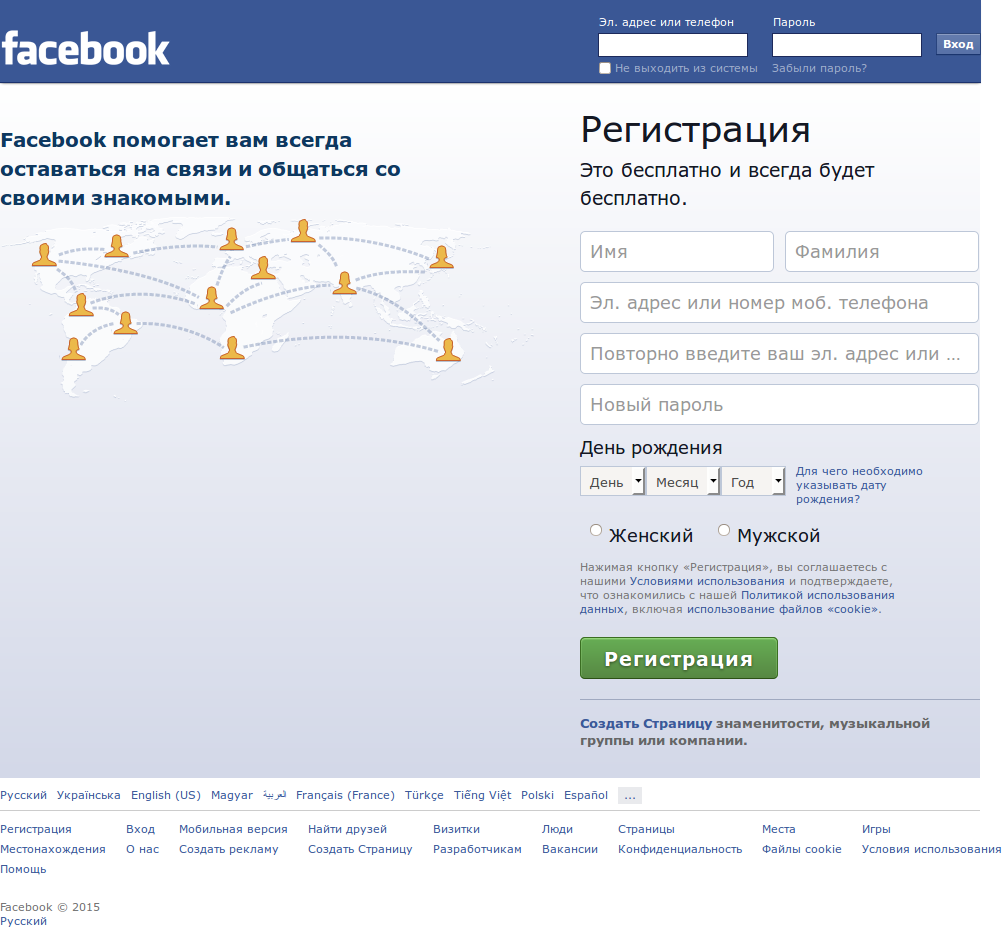 facebook
Эл. адрес или телефон
Пароль
Вход
Не выходить из системы
Забыли пароль?
Facebook помогает вам всегда
оставаться на связи и общаться со
своими знакомыми.
Регистрация
Это бесплатно и всегда будет
бесплатно.
Имя
Фамилия
Эл. адрес или номер моб. телефона
Повторно введите ваш эл. адрес или ...
Новый пароль
День рождения
День
Месяц
Год
Для чего необходимо
указывать дату
рождения?
Женский
Мужской
Нажимая кнопку «Регистрация», вы соглашаетесь с
нашими Условиями использования и подтверждаете,
что ознакомились с нашей Политикой использования
данных, включая использование файлов «cookie».
Регистрация
Создать Страницу знаменитости, музыкальной
группы или компании.
Русский Українська English (US) Magyar العربية Français (France) Türkçe Tiếng Việt Polski Español ...
Регистрация Вход Мобильная версия Найти друзей Визитки Люди Страницы Места Игры
Местонахождения О нас Создать рекламу Создать Страницу Разработчикам Вакансии Конфиденциальность Файлы cookie Условия использования
Помощь
Facebook © 2015
Русский